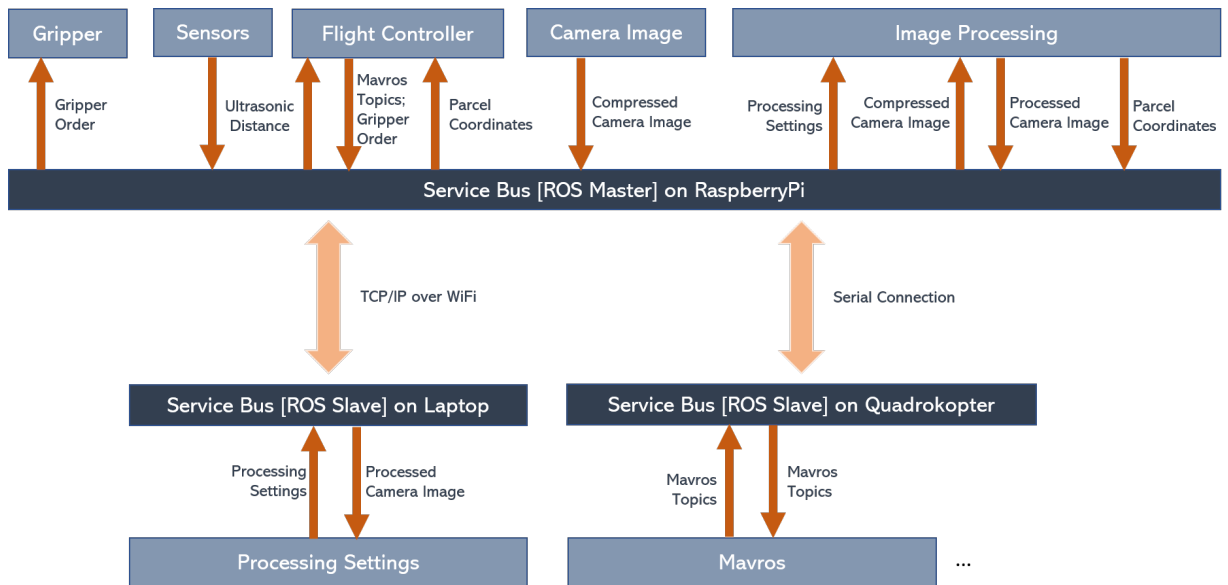 Gripper
Sensors
Flight Controller
Camera Image
Image Processing
Gripper
Order
Ultrasonic
Distance
Mavros
Topics;
Gripper
Order
Parcel
Coordinates
Compressed
Camera Image
Processing
Settings
Compressed
Camera Image
Processed
Camera Image
Parcel
Coordinates
Service Bus [ROS Master] on RaspberryPi
TCP/IP over WiFi
Serial Connection
Service Bus [ROS Slave] on Laptop
Service Bus [ROS Slave] on Quadrokopter
Processing
Settings
Processed
Camera Image
Mavros
Topics
Mavros
Topics
Processing Settings
Mavros
...